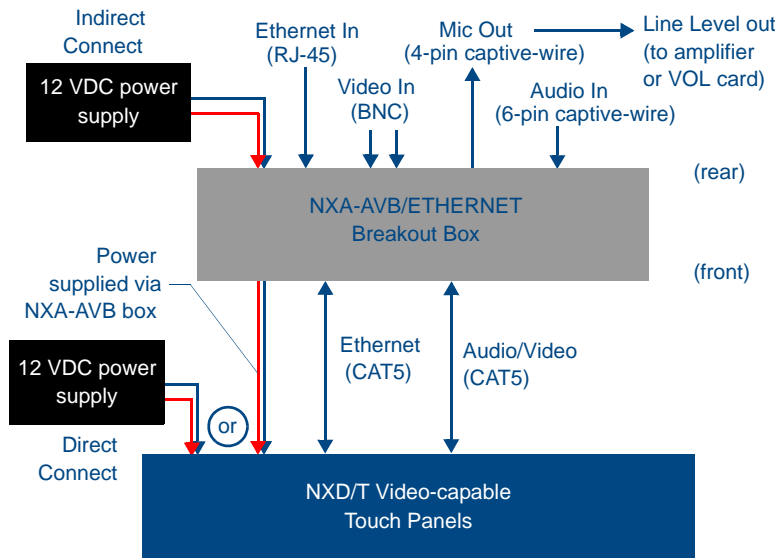 Indirect
Connect
Ethernet In
(RJ-45)
Mic Out
(4-pin captive-wire)
Line Level out
(to amplifier
or VOL card)
12 VDC power
supply
Video In
(BNC)
Audio In
(6-pin captive-wire)
(rear)
NXA-AVB/ETHERNET
Breakout Box
(front)
Power
supplied via
NXA-AVB box
Ethernet
(CAT5)
Audio/Video
(CAT5)
12 VDC power
supply
or
Direct
Connect
NXD/T Video-capable
Touch Panels